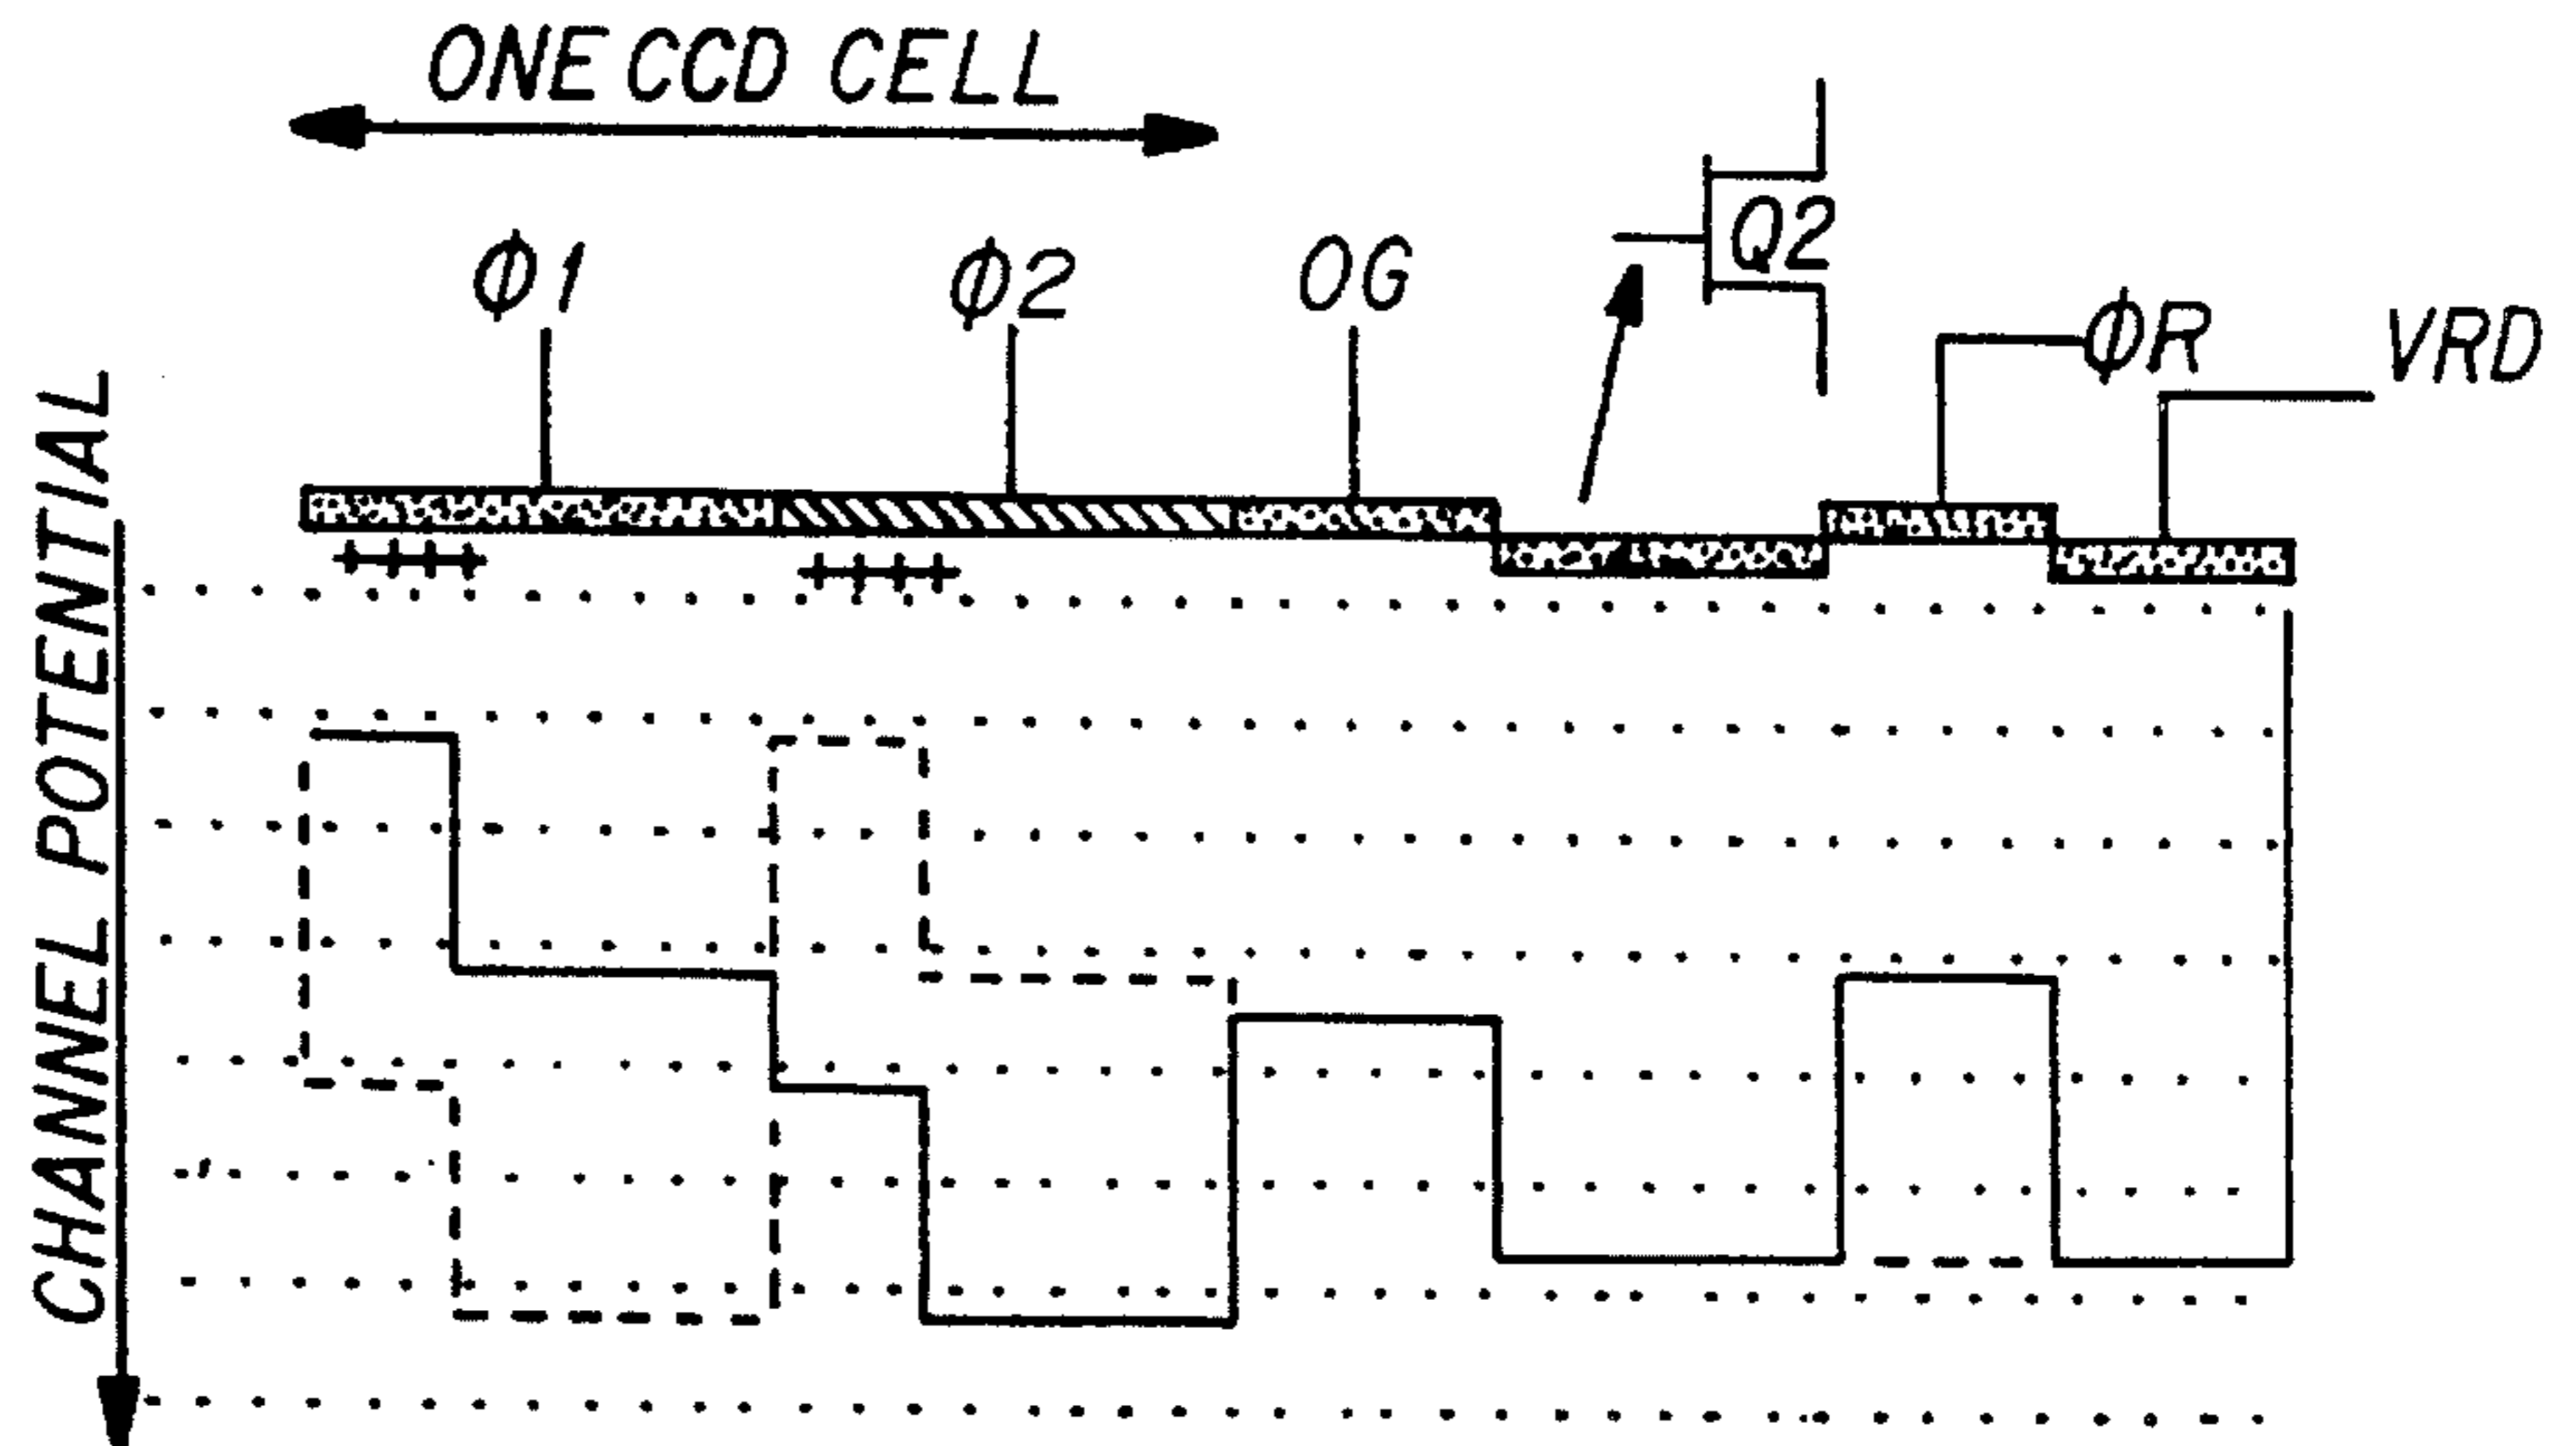 ONE CCD CELL
Q2
ϕ1
ϕ2
OG
ϕR
VRD
CHANNEL POTENTIAL